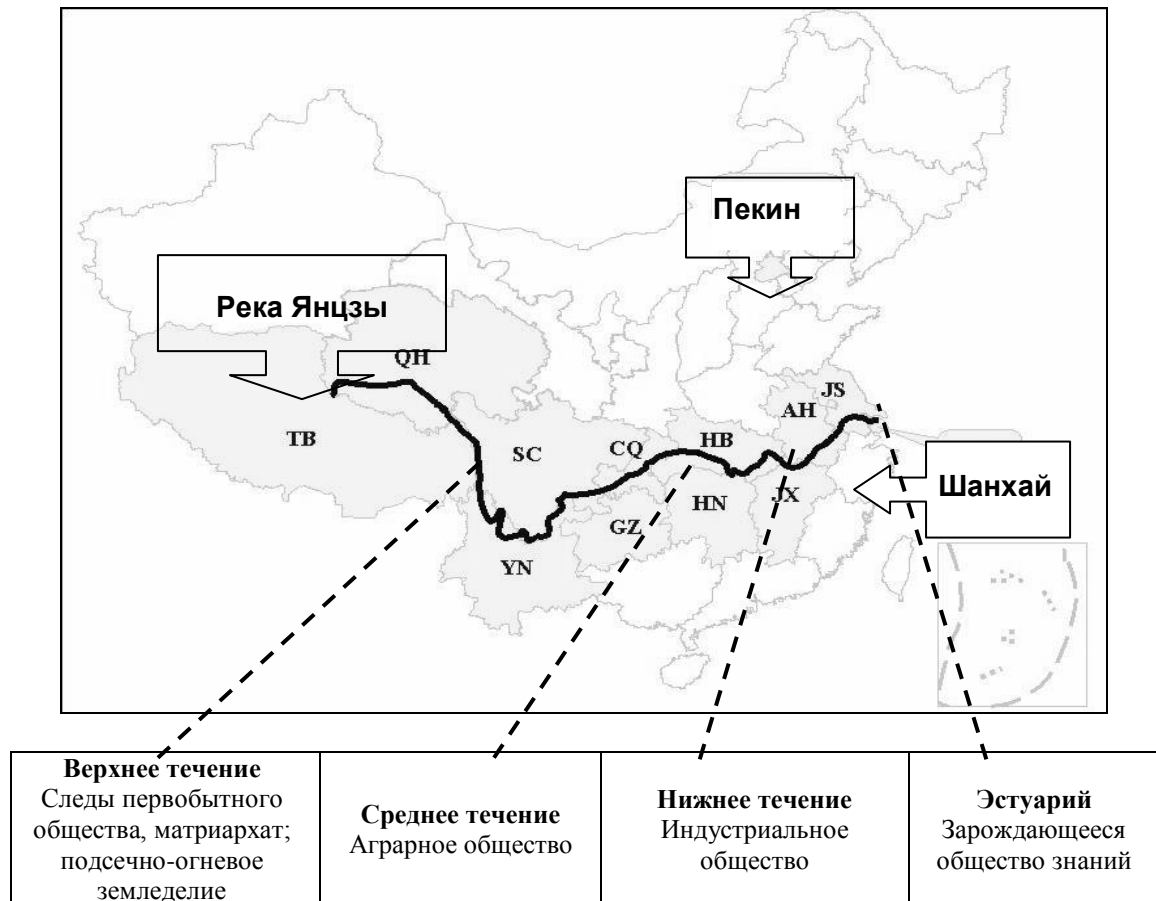 Пекин
Река Янцзы
QH
JS
AH
TB
SC
CQ
HB
Шанхай
JX
HN
GZ
YN
Верхнее течение
Следы первобытного
общества, матриархат;
подсечно-огневое
земледелие
Среднее течение
Аграрное общество
Нижнее течение
Индустриальное
общество
Эстуарий
Зарождающееся
общество знаний